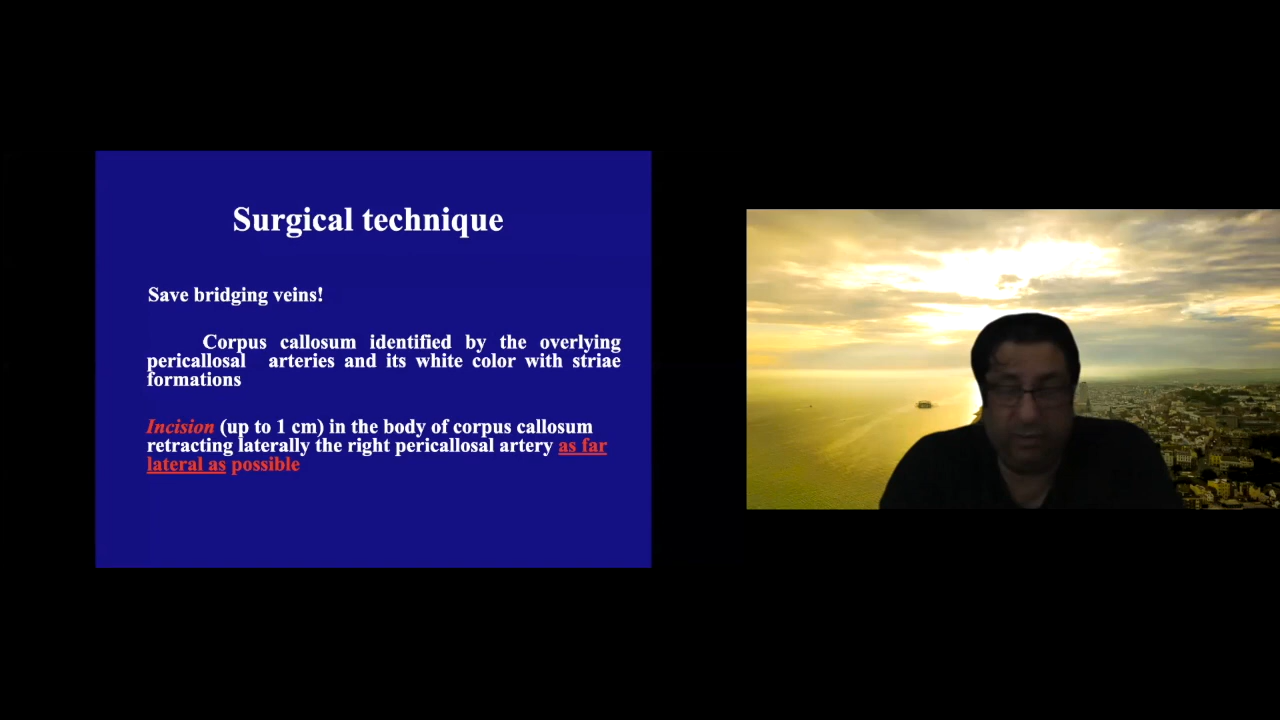 Surgical technique
Save bridging veins!
Corpus callosum identified by the overlying
pericallosal arteries and its white color with striae
formations
Incision (up to 1 cm) in the body of corpus callosum
retracting laterally the right pericallosal artery as far
lateral as possible